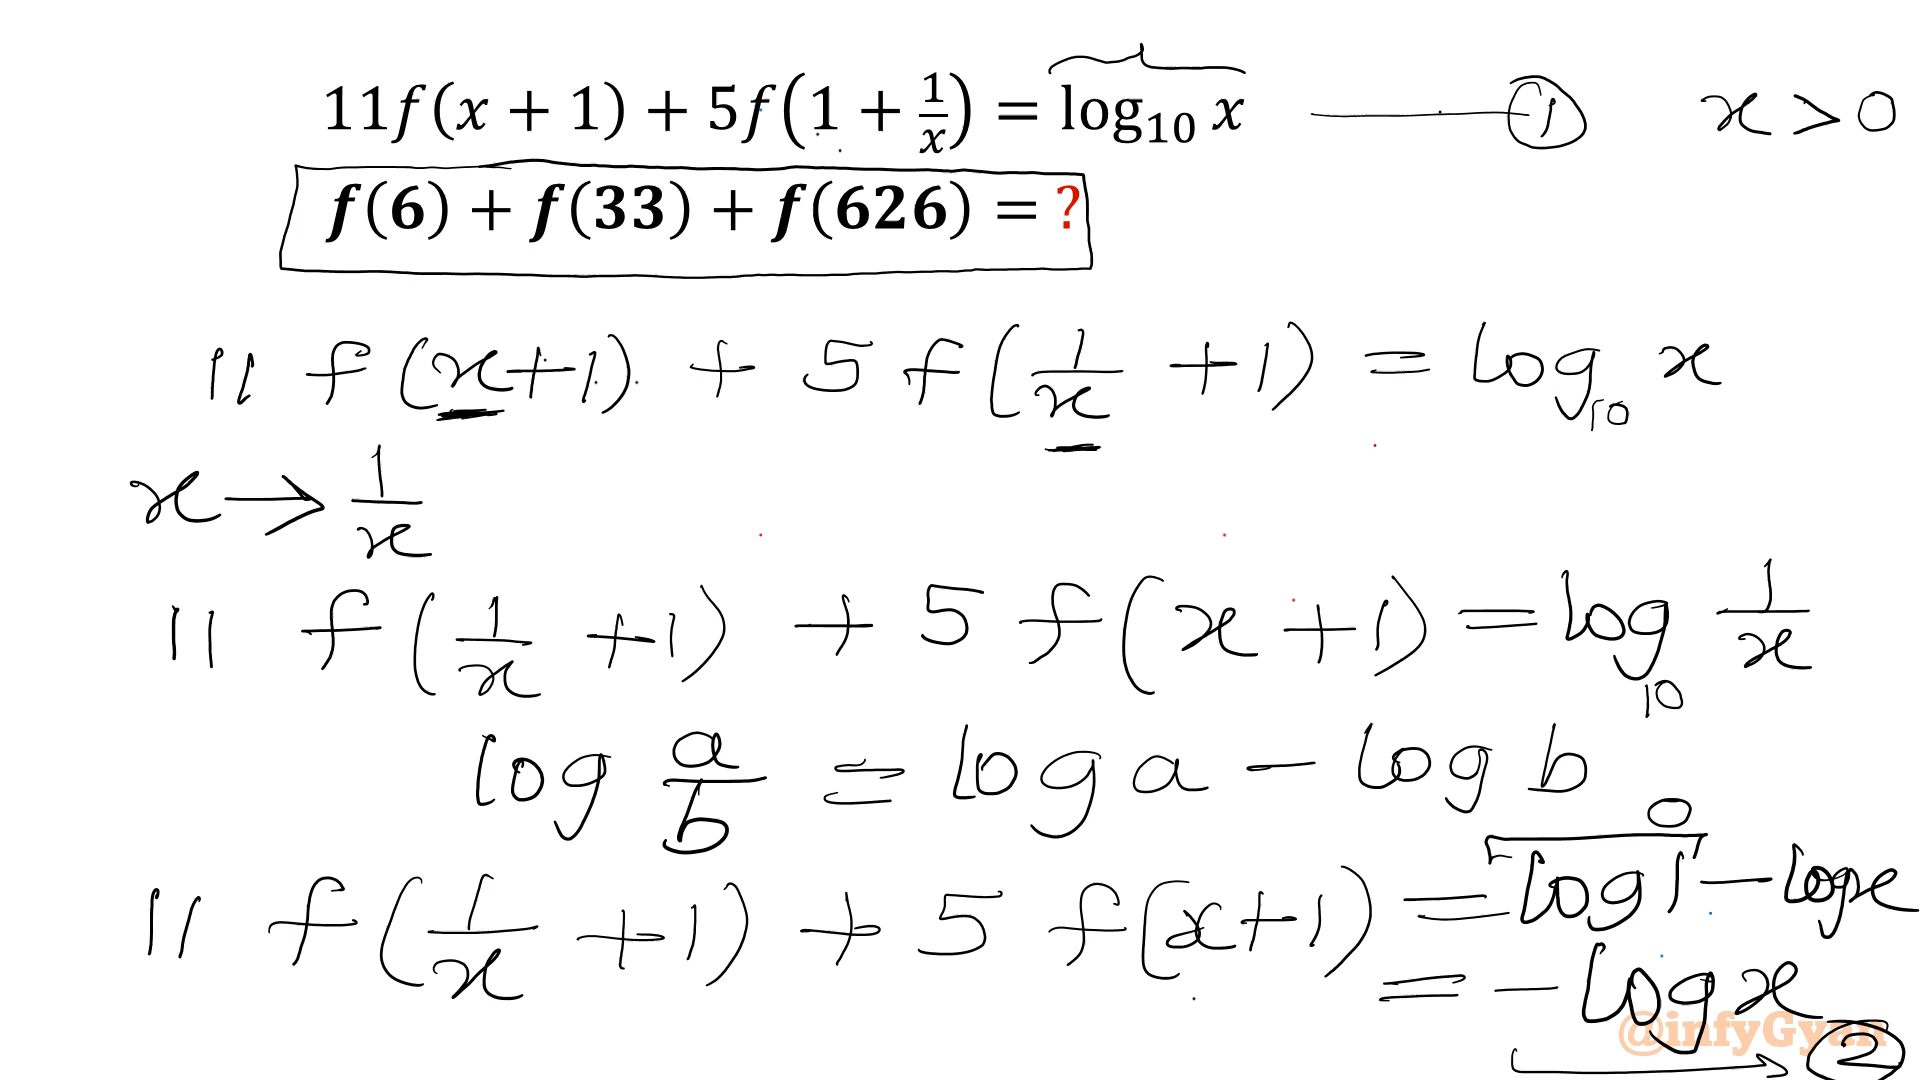 11f(x + 1) + 5f(1 + 1/x) = log₁₀ x —— ① x > 0
f(6) + f(33) + f(626) = ?
11 f(x+1) + 5 f(1/x + 1) = log₁₀ x
x → 1/x
11 f(1/x + 1) + 5 f(x + 1) = log₁₀ 1/x
log a/b = log a − log b
0
11 f(1/x + 1) + 5 f(x+1) = log 1 − log x
= − log x
@infyGyan
→ ②